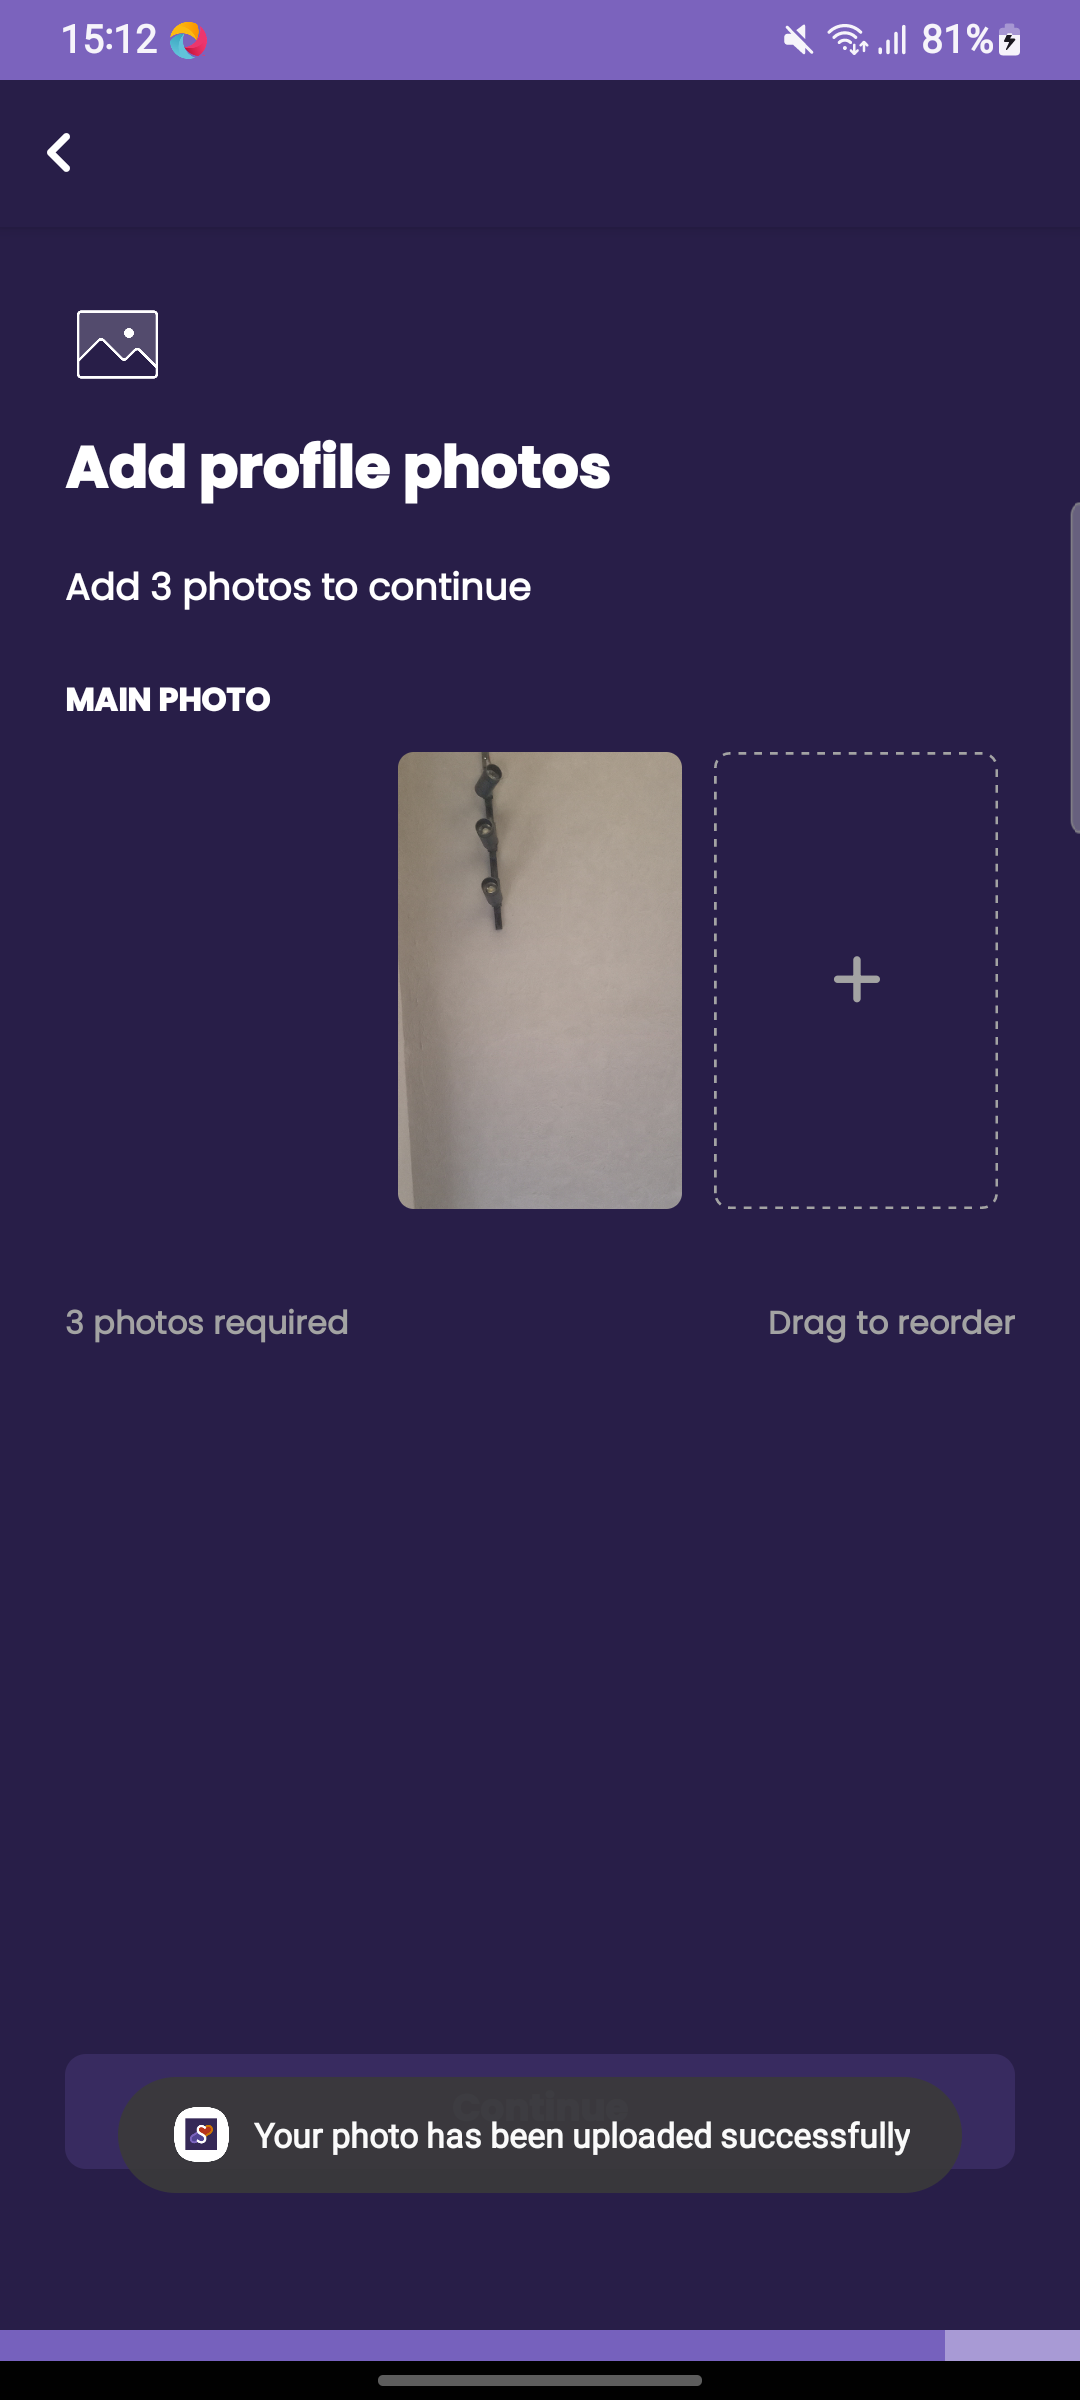 15:12
81%
Add profile photos
Add 3 photos to continue
MAIN PHOTO
3 photos required
Drag to reorder
Continue
Your photo has been uploaded successfully